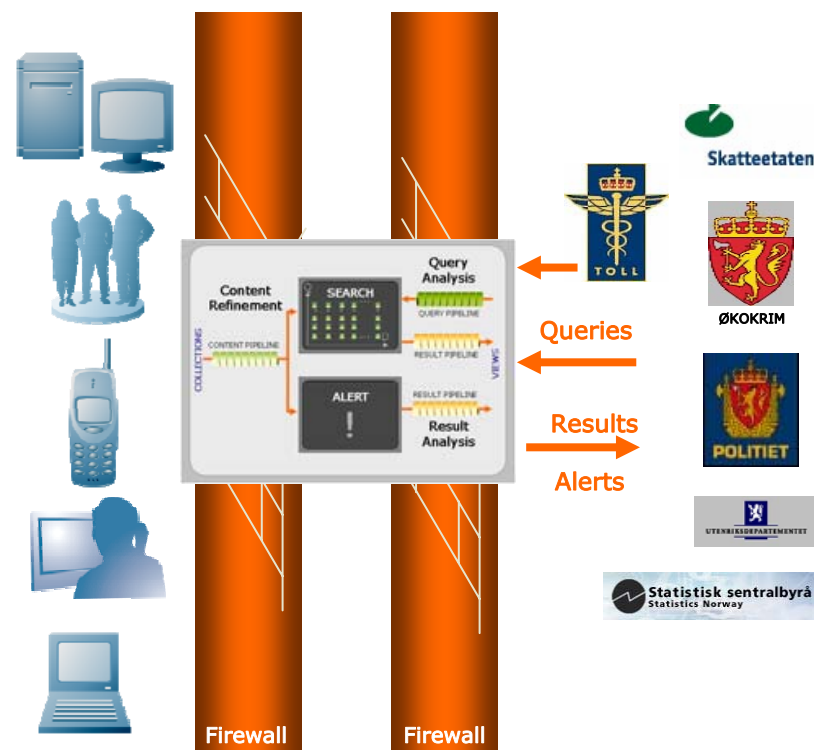 Skatteetaten
TOLL
ØKOKRIM
Query
Analysis
Content
Refinement
SEARCH
QUERY PIPELINE
Queries
CONTENT PIPELINE
COLLECTIONS
RESULT PIPELINE
VIEWS
ALERT
!
RESULT PIPELINE
Result
Analysis
Results
Alerts
POLITIET
UTENRIKSDEPARTEMENTET
Statistisk sentralbyrå
Statistics Norway
Firewall
Firewall